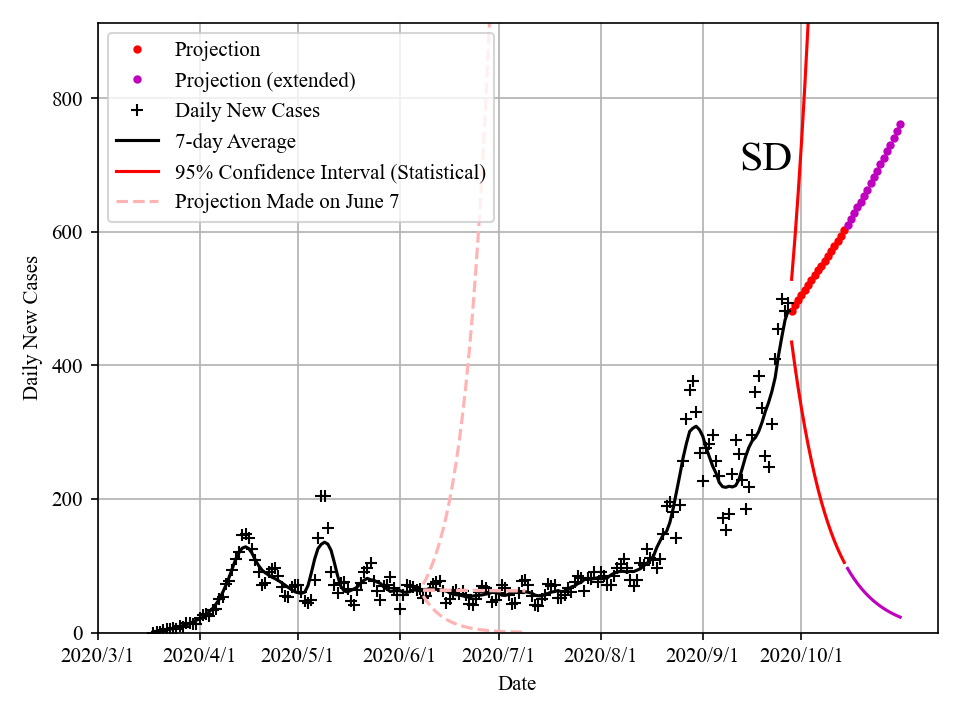 Projection
Projection (extended)
Daily New Cases
7-day Average
95% Confidence Interval (Statistical)
Projection Made on June 7
SD
800
600
400
200
0
Daily New Cases
2020/3/1 2020/4/1 2020/5/1 2020/6/1 2020/7/1 2020/8/1 2020/9/1 2020/10/1
Date